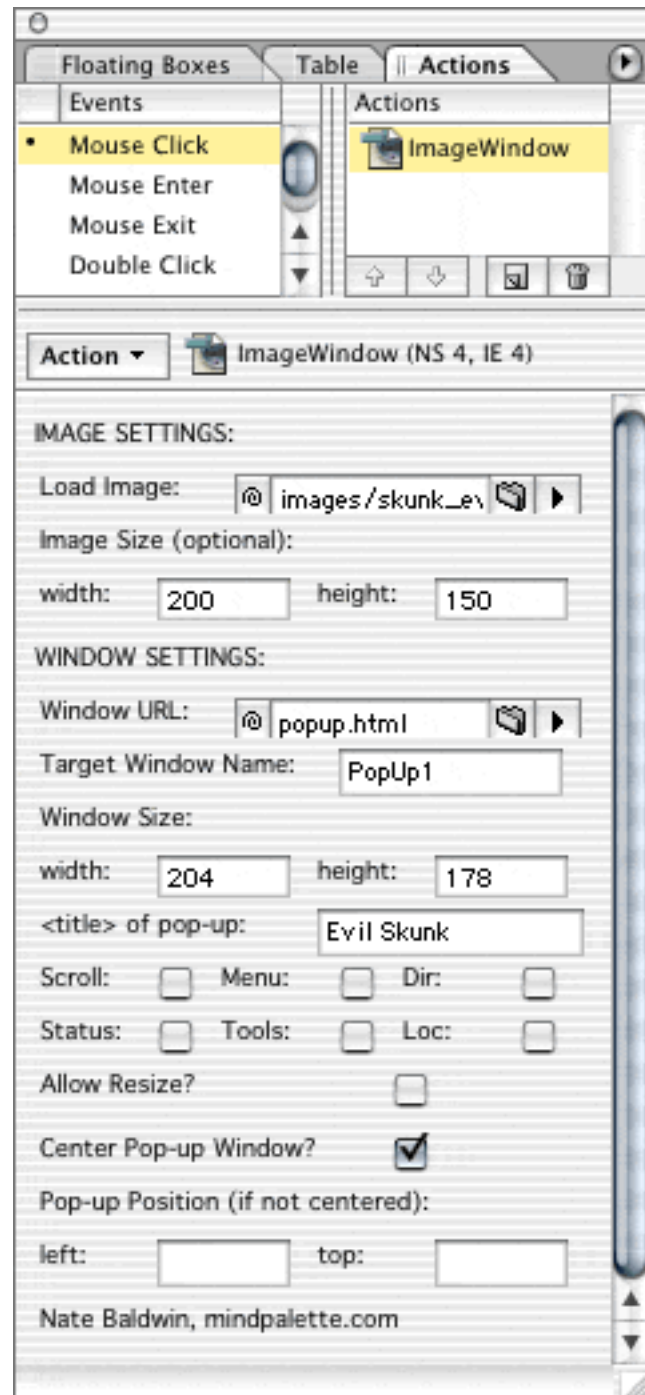 Floating Boxes Table Actions
Events Actions
Mouse Click ImageWindow
Mouse Enter
Mouse Exit
Double Click
Action ImageWindow (NS 4, IE 4)
IMAGE SETTINGS:
Load Image: @ images/skunk_ev
Image Size (optional):
width: 200 height: 150
WINDOW SETTINGS:
Window URL: @ popup.html
Target Window Name: PopUp1
Window Size:
width: 204 height: 178
<title> of pop-up: Evil Skunk
Scroll: Menu: Dir:
Status: Tools: Loc:
Allow Resize?
Center Pop-up Window?
Pop-up Position (if not centered):
left: top:
Nate Baldwin, mindpalette.com